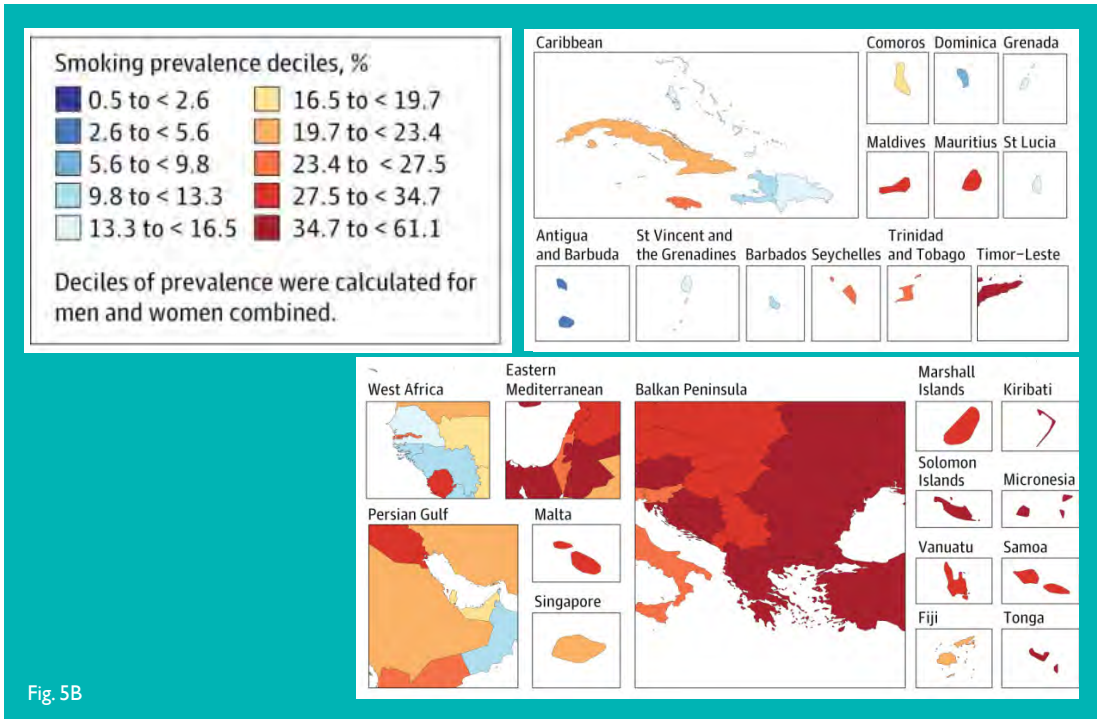 Smoking prevalence deciles, %
0.5 to < 2.6
16.5 to < 19.7
2.6 to < 5.6
19.7 to < 23.4
5.6 to < 9.8
23.4 to < 27.5
9.8 to < 13.3
27.5 to < 34.7
13.3 to < 16.5
34.7 to < 61.1
Deciles of prevalence were calculated for
men and women combined.
Caribbean
Comoros
Dominica
Grenada
Maldives
Mauritius
St Lucia
Antigua
and Barbuda
St Vincent and
the Grenadines
Barbados
Seychelles
Trinidad
and Tobago
Timor–Leste
West Africa
Eastern
Mediterranean
Balkan Peninsula
Marshall
Islands
Kiribati
Solomon
Islands
Micronesia
Persian Gulf
Malta
Vanuatu
Samoa
Singapore
Fiji
Tonga
Fig. 5B